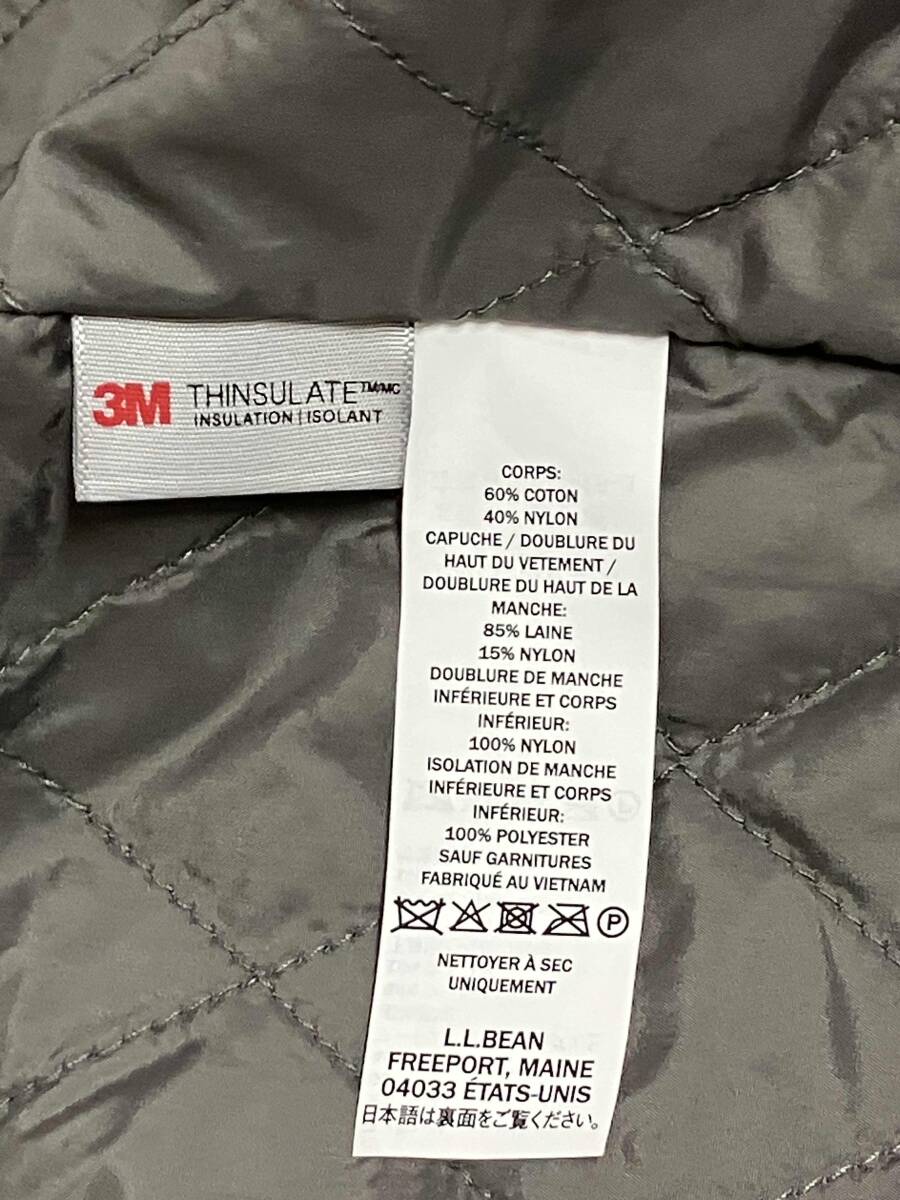 3M THINSULATE™/MC
INSULATION | ISOLANT
CORPS:
60% COTON
40% NYLON
CAPUCHE / DOUBLURE DU
HAUT DU VETEMENT /
DOUBLURE DU HAUT DE LA
MANCHE:
85% LAINE
15% NYLON
DOUBLURE DE MANCHE
INFÉRIEURE ET CORPS
INFÉRIEUR:
100% NYLON
ISOLATION DE MANCHE
INFÉRIEURE ET CORPS
INFÉRIEUR:
100% POLYESTER
SAUF GARNITURES
FABRIQUÉ AU VIETNAM
P
NETTOYER À SEC
UNIQUEMENT
L.L.BEAN
FREEPORT, MAINE
04033 ÉTATS-UNIS
日本語は裏面をご覧ください。